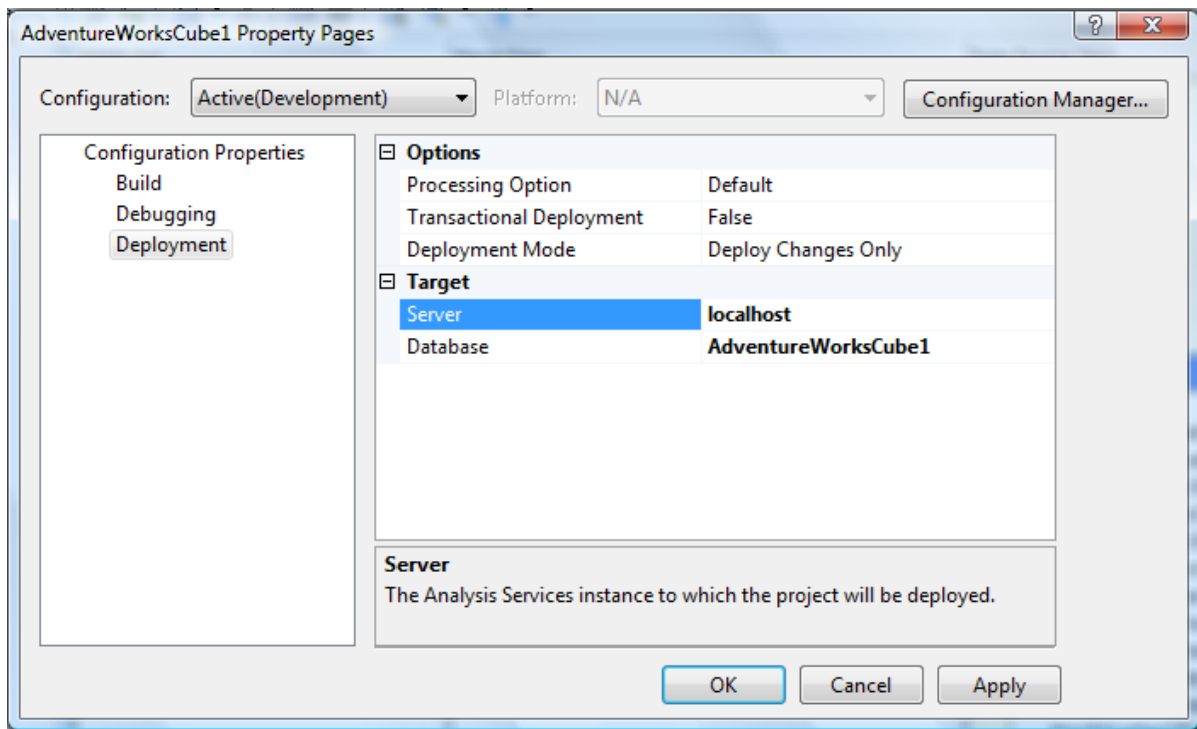 AdventureWorksCube1 Property Pages
Configuration: Active(Development) Platform: N/A Configuration Manager...
Configuration Properties
Build
Debugging
Deployment
Options
Processing Option Default
Transactional Deployment False
Deployment Mode Deploy Changes Only
Target
Server localhost
Database AdventureWorksCube1
Server
The Analysis Services instance to which the project will be deployed.
OK Cancel Apply